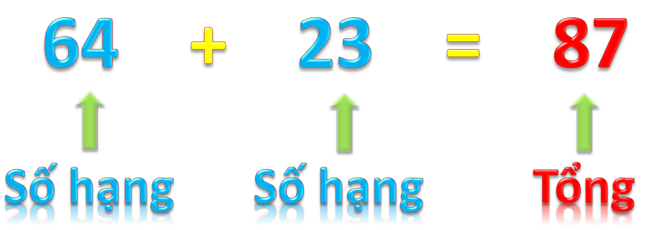 64 + 23 = 87
Số hạng Số hạng Tổng